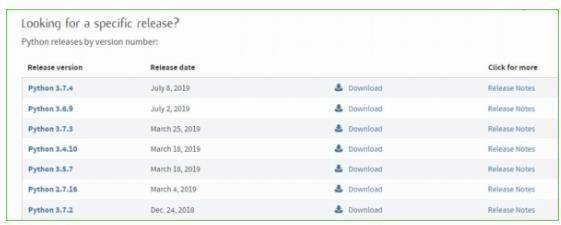 Looking for a specific release?
Python releases by version number:
Release version Release date Click for more
Python 3.7.4 July 8, 2019 Download Release Notes
Python 3.6.9 July 2, 2019 Download Release Notes
Python 3.7.3 March 25, 2019 Download Release Notes
Python 3.4.10 March 18, 2019 Download Release Notes
Python 3.5.7 March 18, 2019 Download Release Notes
Python 2.7.16 March 4, 2019 Download Release Notes
Python 3.7.2 Dec. 24, 2018 Download Release Notes